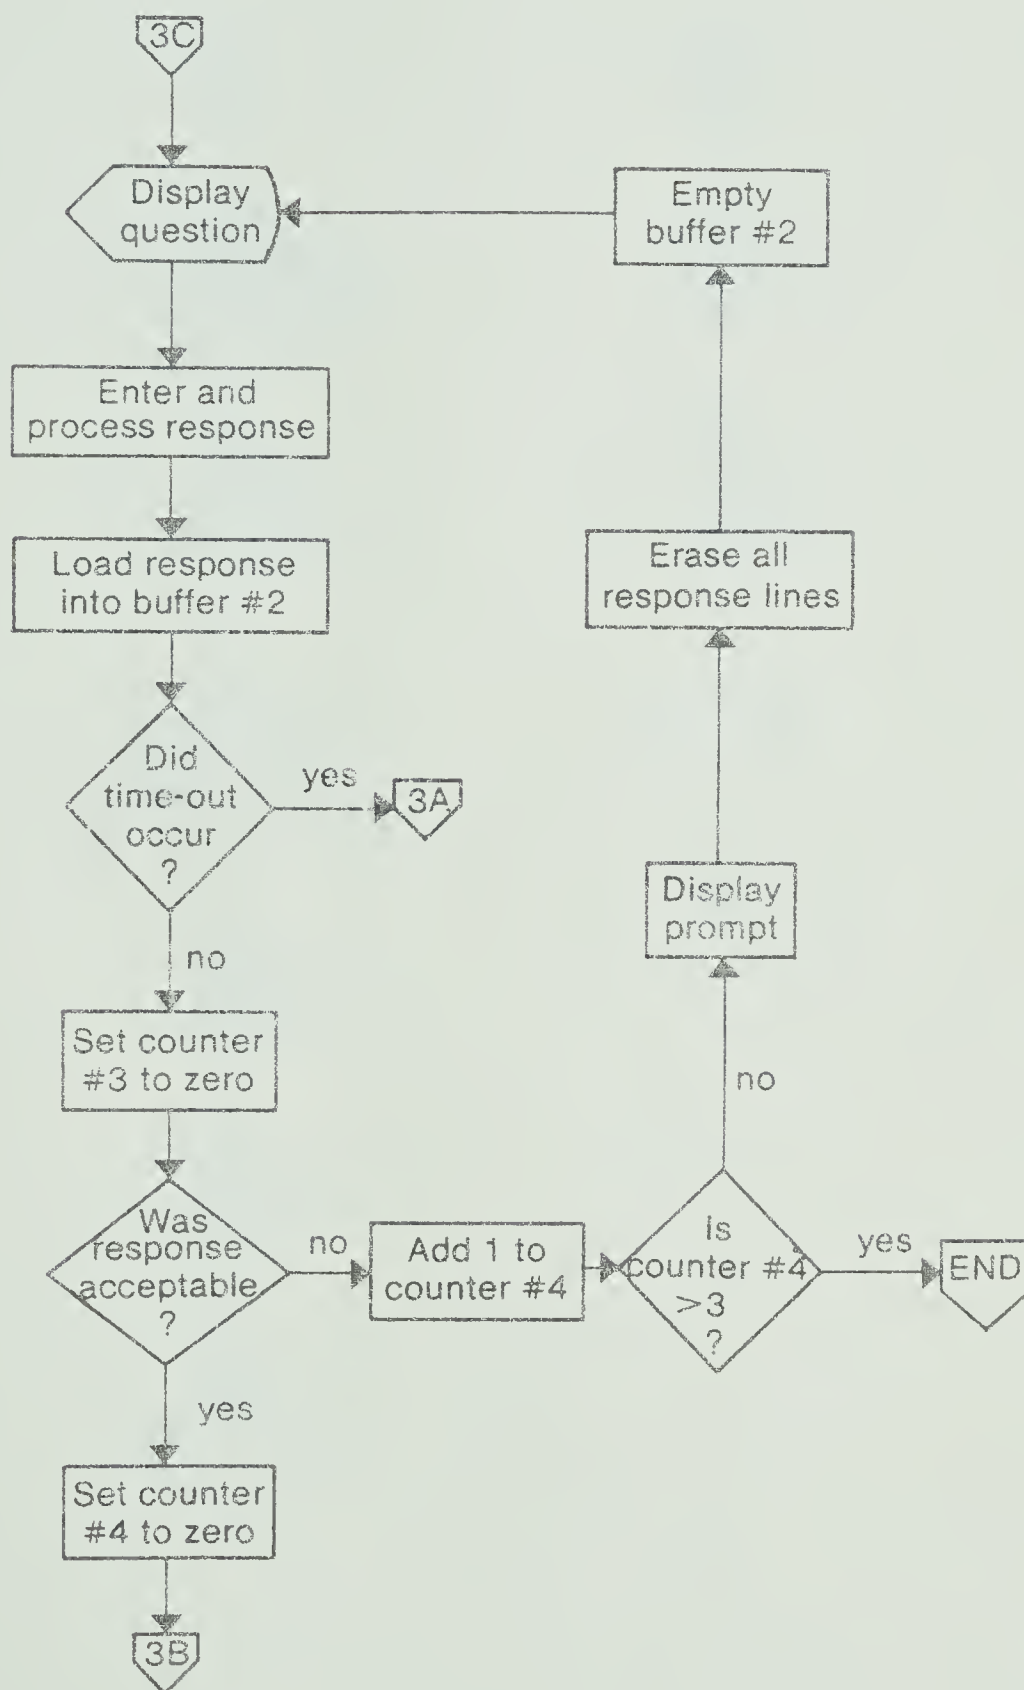 3C
Display
question
Empty
buffer #2
Enter and
process response
Load response
into buffer #2
Erase all
response lines
Did
time-out
occur
?
yes
3A
Display
prompt
no
Set counter
#3 to zero
no
Was
response
acceptable
?
no
Add 1 to
counter #4
Is
counter #4
>3
?
yes
END
yes
Set counter
#4 to zero
3B